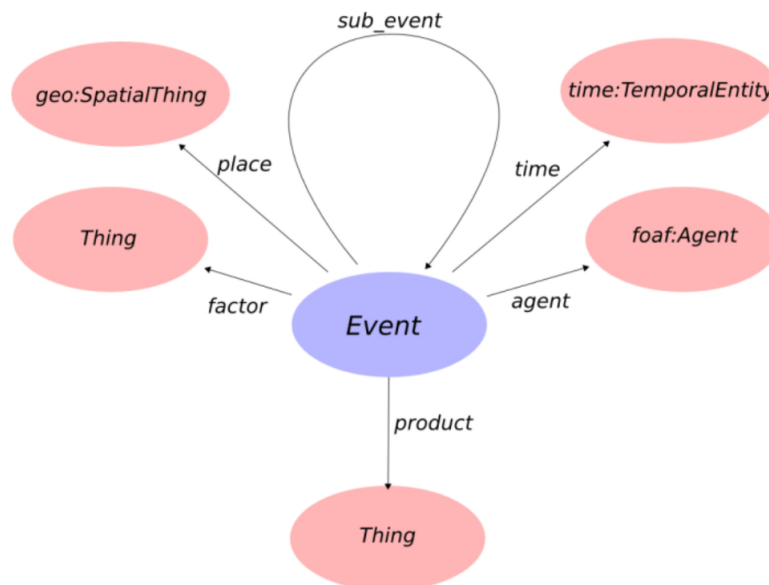 sub_event
geo:SpatialThing
time:TemporalEntity
place
time
Thing
foaf:Agent
factor
agent
Event
product
Thing